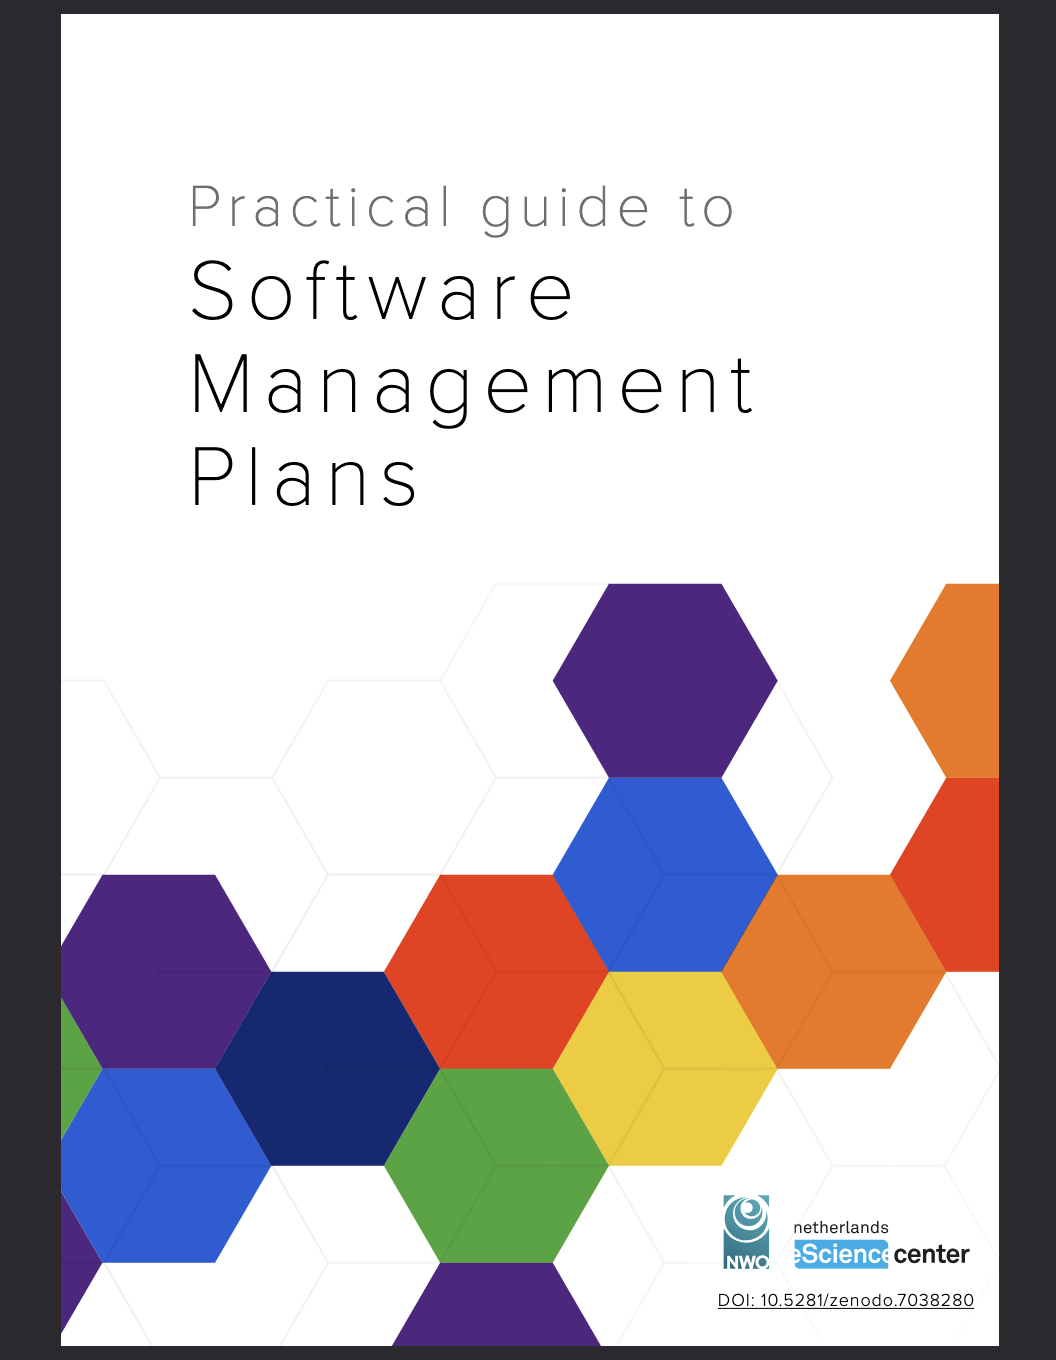 Practical guide to
Software
Management
Plans
NWO
netherlands
eScience center
DOI: 10.5281/zenodo.7038280